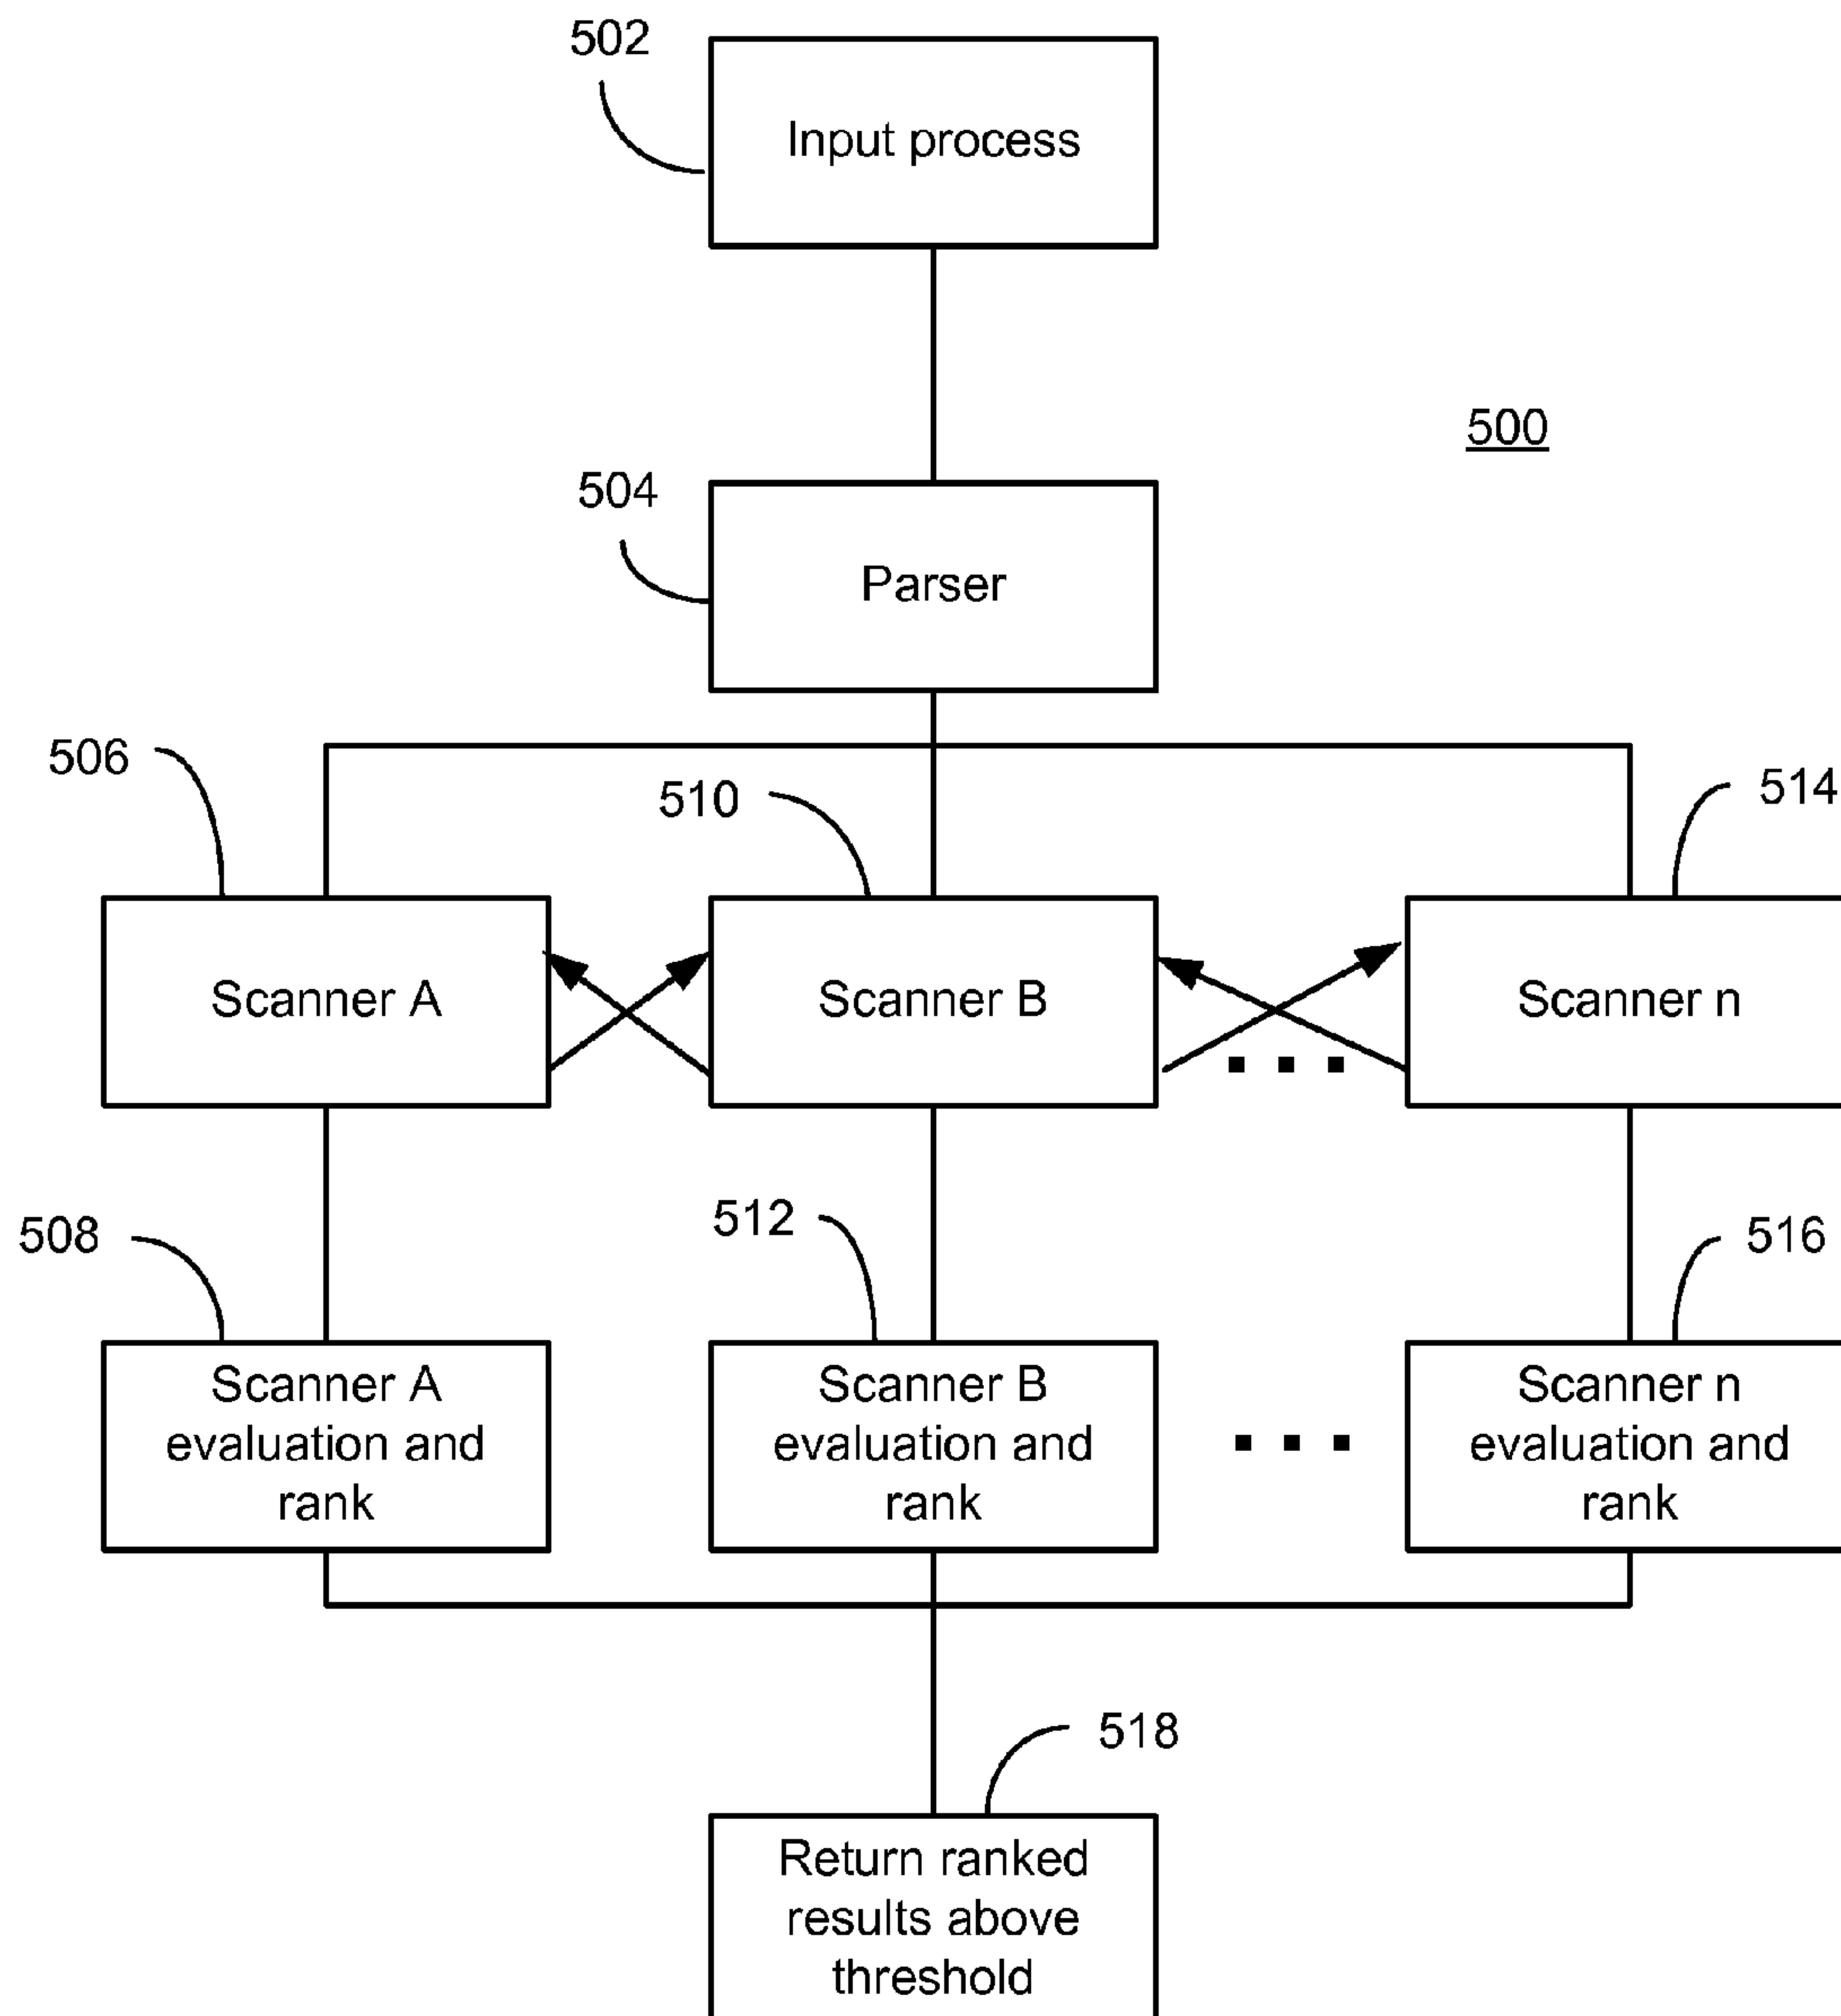 502
Input process
500
504
Parser
506
510
514
Scanner A
Scanner B
Scanner n
508
512
516
Scanner A
evaluation and
rank
Scanner B
evaluation and
rank
Scanner n
evaluation and
rank
518
Return ranked
results above
threshold